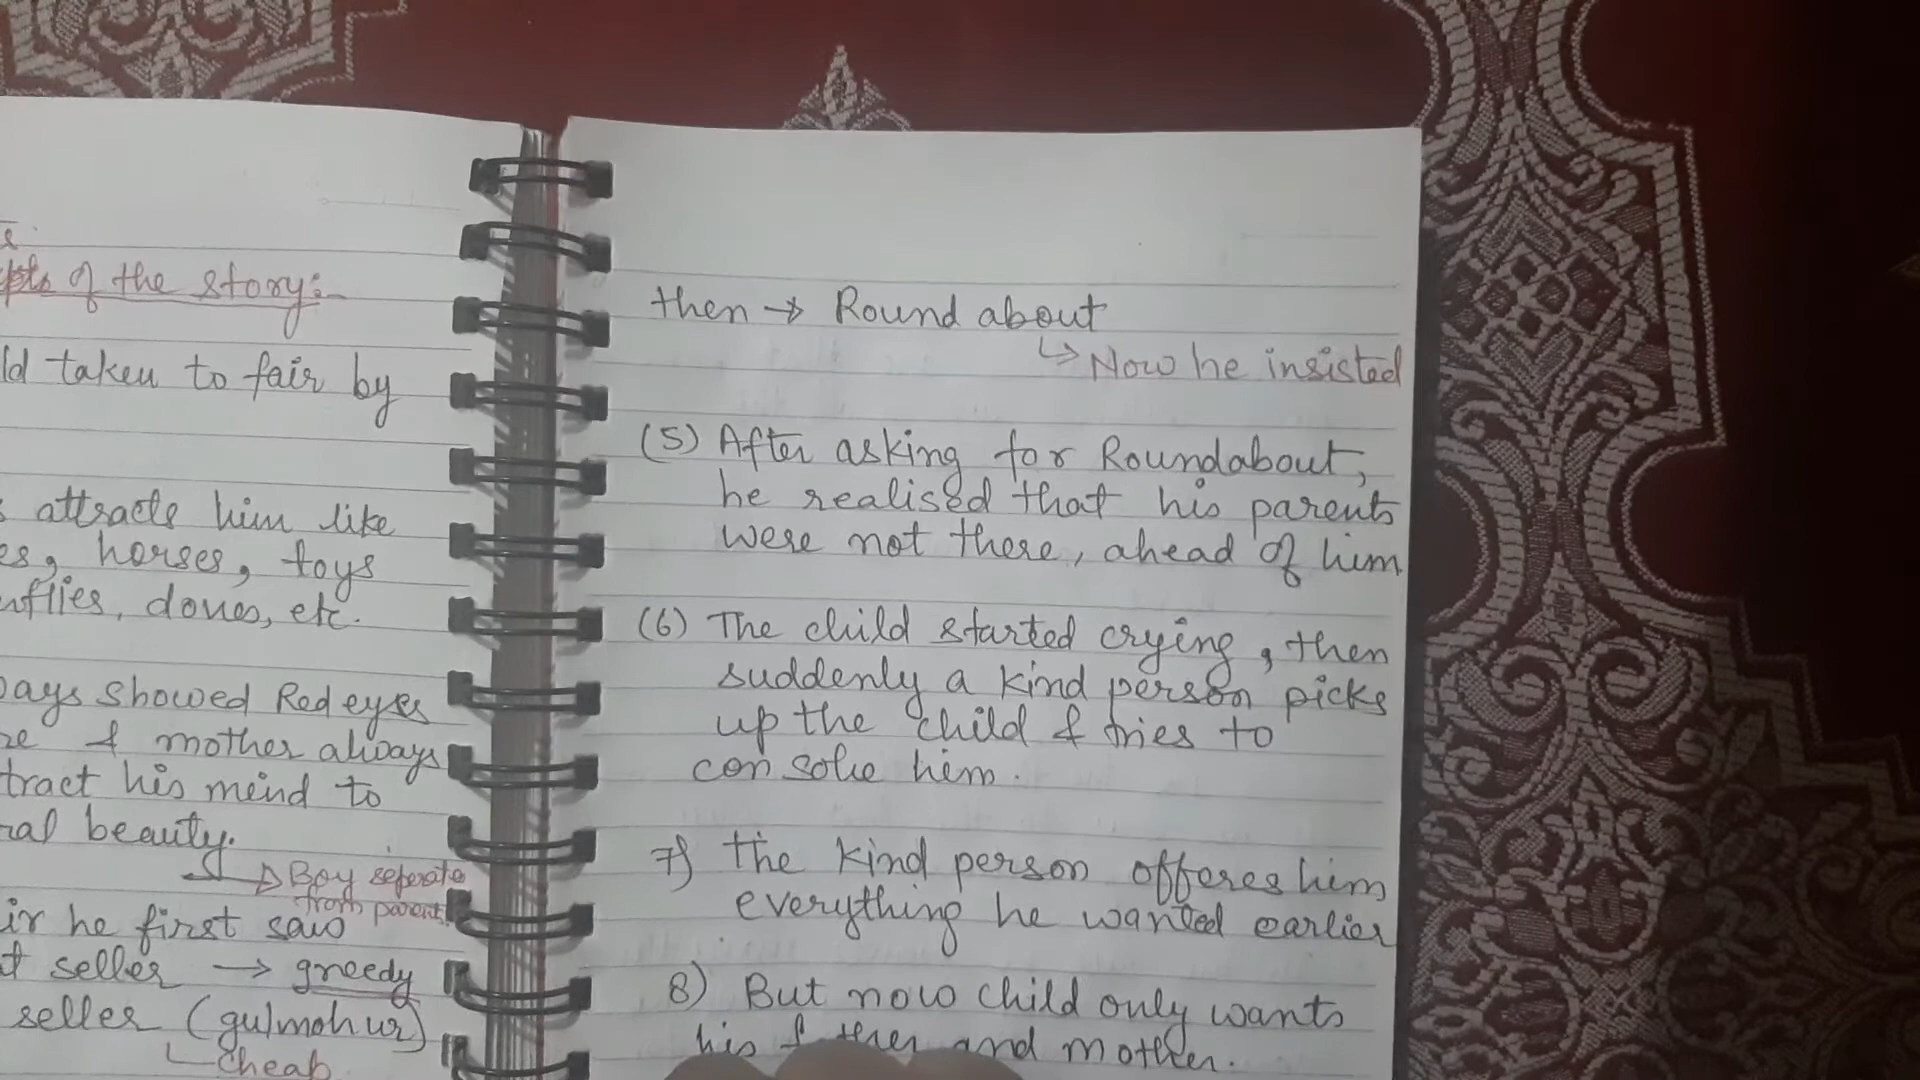 of the story:-
taken to fair by
attracts him like
horses, toys
doves, etc.
showed Red eyes
& mother always
his mind to
beauty.
Boy seperate
from parent
he first saw
seller → greedy
seller (gulmohur)
cheap
then → Round about
↳ Now he insisted
(5) After asking for Roundabout,
he realised that his parents
were not there, ahead of him
(6) The child started crying, then
suddenly a kind person picks
up the child & tries to
console him.
7) The kind person offeres him
everything he wanted earlier
8) But now child only wants
his and mother.